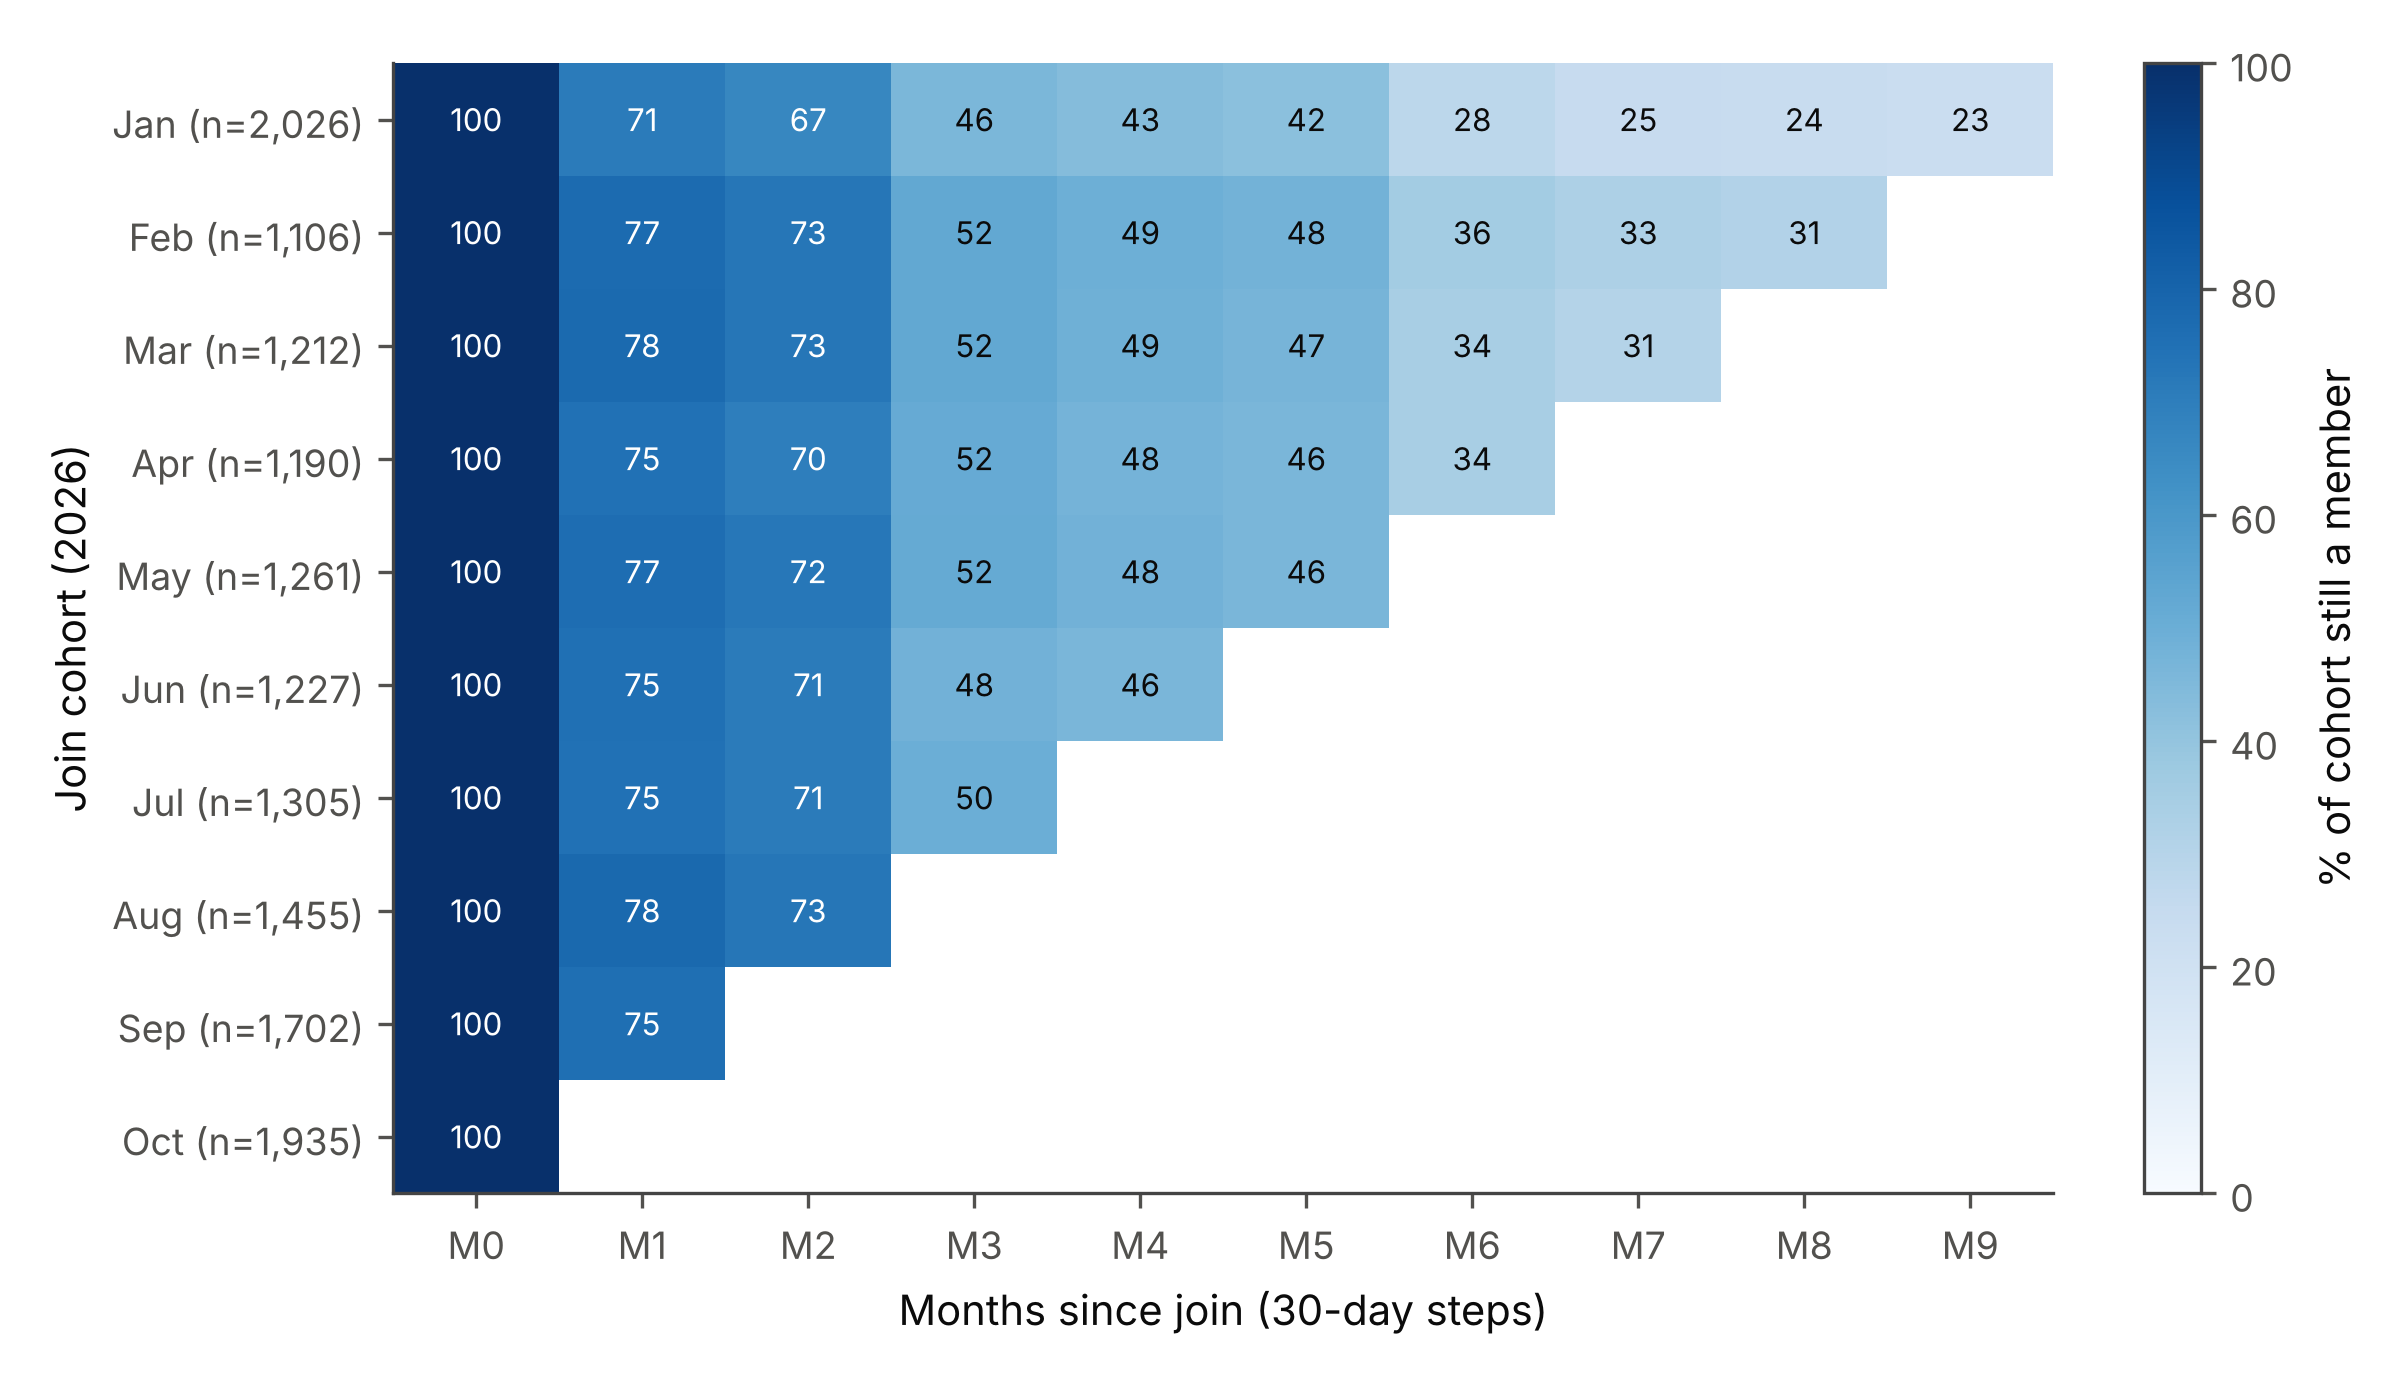 Jan (n=2,026) 100 71 67 46 43 42 28 25 24 23
Feb (n=1,106) 100 77 73 52 49 48 36 33 31
Mar (n=1,212) 100 78 73 52 49 47 34 31
Apr (n=1,190) 100 75 70 52 48 46 34
May (n=1,261) 100 77 72 52 48 46
Jun (n=1,227) 100 75 71 48 46
Jul (n=1,305) 100 75 71 50
Aug (n=1,455) 100 78 73
Sep (n=1,702) 100 75
Oct (n=1,935) 100
M0 M1 M2 M3 M4 M5 M6 M7 M8 M9
Months since join (30-day steps)
Join cohort (2026)
100
80
60
40
20
0
% of cohort still a member